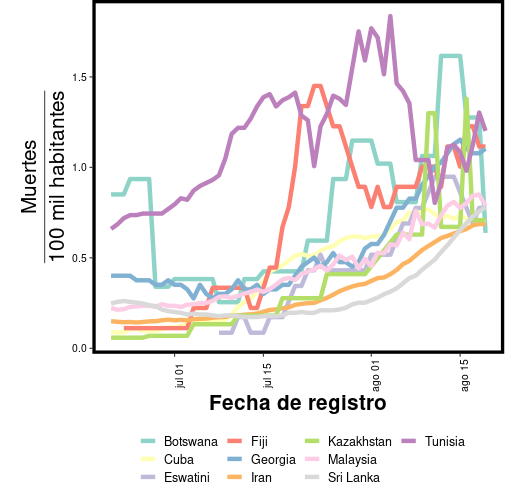 Muertes
100 mil habitantes
1.5
1.0
0.5
0.0
jul 01
jul 15
ago 01
ago 15
Fecha de registro
Botswana Fiji Kazakhstan Tunisia
Cuba Georgia Malaysia
Eswatini Iran Sri Lanka